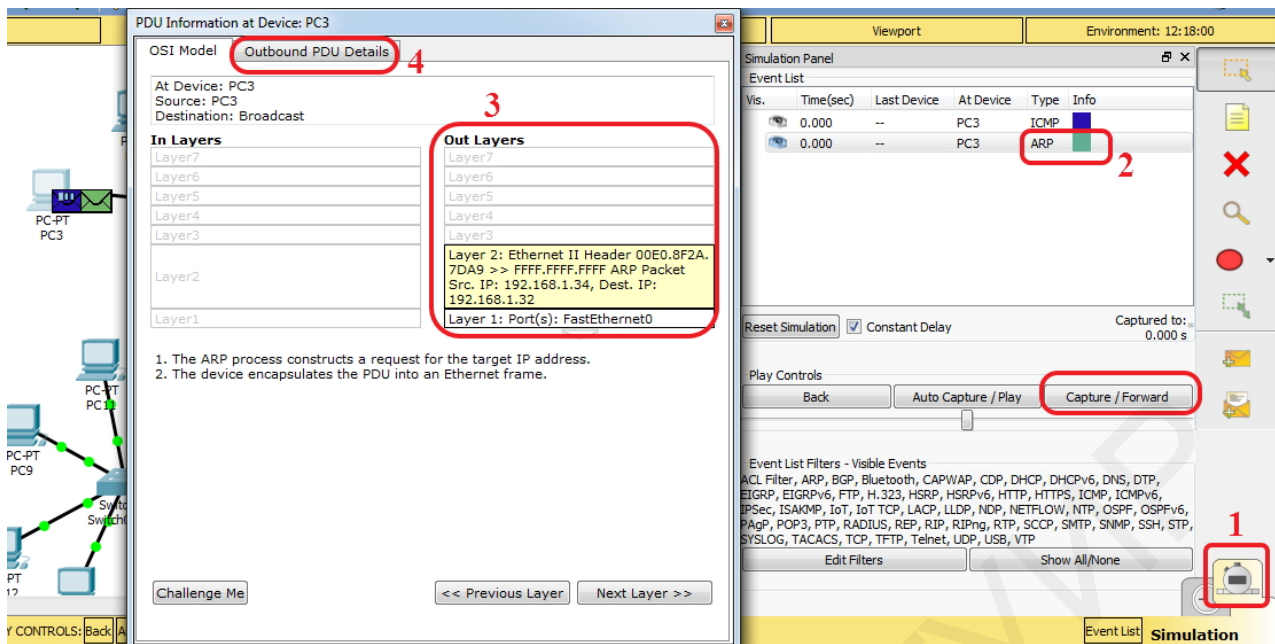 PDU Information at Device: PC3
OSI Model
Outbound PDU Details
4
At Device: PC3
Source: PC3
Destination: Broadcast
3
In Layers
Layer7
Layer6
Layer5
Layer4
Layer3
Layer2
Layer1
Out Layers
Layer7
Layer6
Layer5
Layer4
Layer3
Layer 2: Ethernet II Header 00E0.8F2A.
7DA9 >> FFFF.FFFF.FFFF ARP Packet
Src. IP: 192.168.1.34, Dest. IP:
192.168.1.32
Layer 1: Port(s): FastEthernet0
1. The ARP process constructs a request for the target IP address.
2. The device encapsulates the PDU into an Ethernet frame.
Challenge Me
<< Previous Layer
Next Layer >>
PC-PT
PC3
PC-PT
PC-PT
PC9
PT
12
Y CONTROLS: Back
Viewport
Environment: 12:18:00
Simulation Panel
Event List
Vis. Time(sec) Last Device At Device Type Info
0.000 -- PC3 ICMP
0.000 -- PC3 ARP
2
Reset Simulation
Constant Delay
Captured to:
0.000 s
Play Controls
Back
Auto Capture / Play
Capture / Forward
Event List Filters - Visible Events
ACL Filter, ARP, BGP, Bluetooth, CAPWAP, CDP, DHCP, DHCPv6, DNS, DTP,
EIGRP, EIGRPv6, FTP, H.323, HSRP, HSRPv6, HTTP, HTTPS, ICMP, ICMPv6,
IPSec, ISAKMP, IoT, IoT TCP, LACP, LLDP, NDP, NETFLOW, NTP, OSPF, OSPFv6,
PAgP, POP3, PTP, RADIUS, REP, RIP, RIPng, RTP, SCCP, SMTP, SNMP, SSH, STP,
SYSLOG, TACACS, TCP, TFTP, Telnet, UDP, USB, VTP
Edit Filters
Show All/None
1
Event List
Simulation